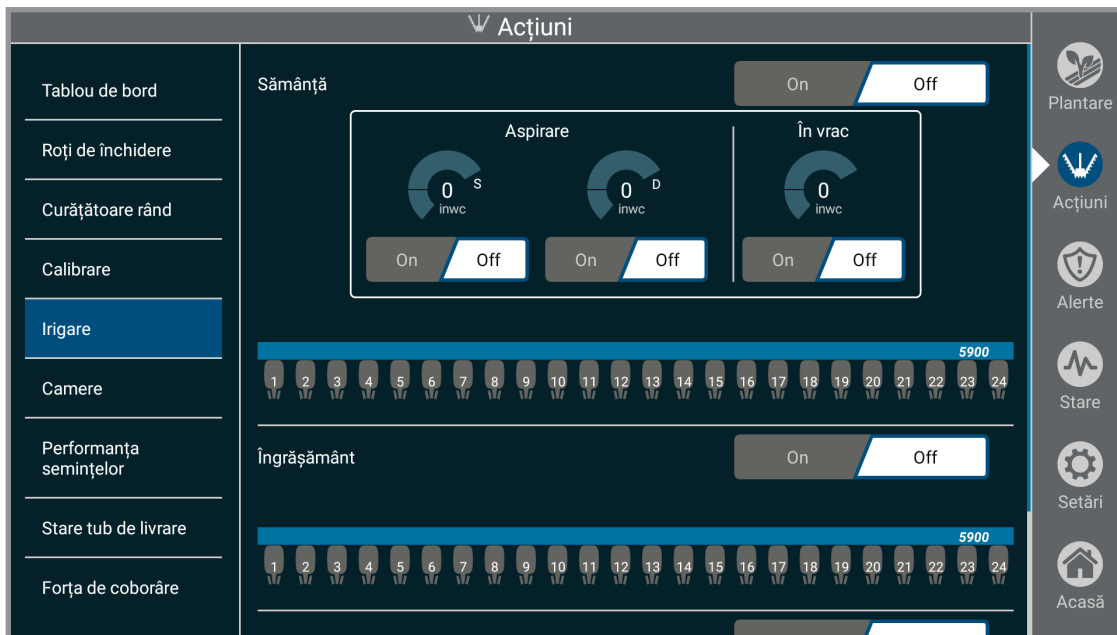 Acțiuni
Tablou de bord
Roți de închidere
Curățătoare rând
Calibrare
Irigare
Camere
Performanța
semințelor
Stare tub de livrare
Forța de coborâre
Sămânță
On Off
Aspirare
În vrac
0 S
inwc
0 D
inwc
0
inwc
On Off
On Off
On Off
5900
1 2 3 4 5 6 7 8 9 10 11 12 13 14 15 16 17 18 19 20 21 22 23 24
Îngrășământ
On Off
5900
1 2 3 4 5 6 7 8 9 10 11 12 13 14 15 16 17 18 19 20 21 22 23 24
Plantare
Acțiuni
Alerte
Stare
Setări
Acasă